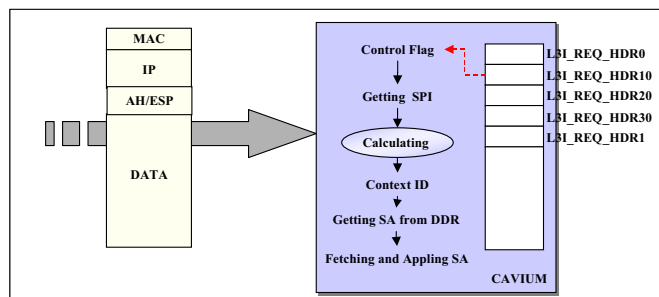 MAC
IP
AH/ESP
DATA
Control Flag
Getting SPI
Calculating
Context ID
Getting SA from DDR
Fetching and Appling SA
L3I_REQ_HDR0
L3I_REQ_HDR10
L3I_REQ_HDR20
L3I_REQ_HDR30
L3I_REQ_HDR1
CAVIUM